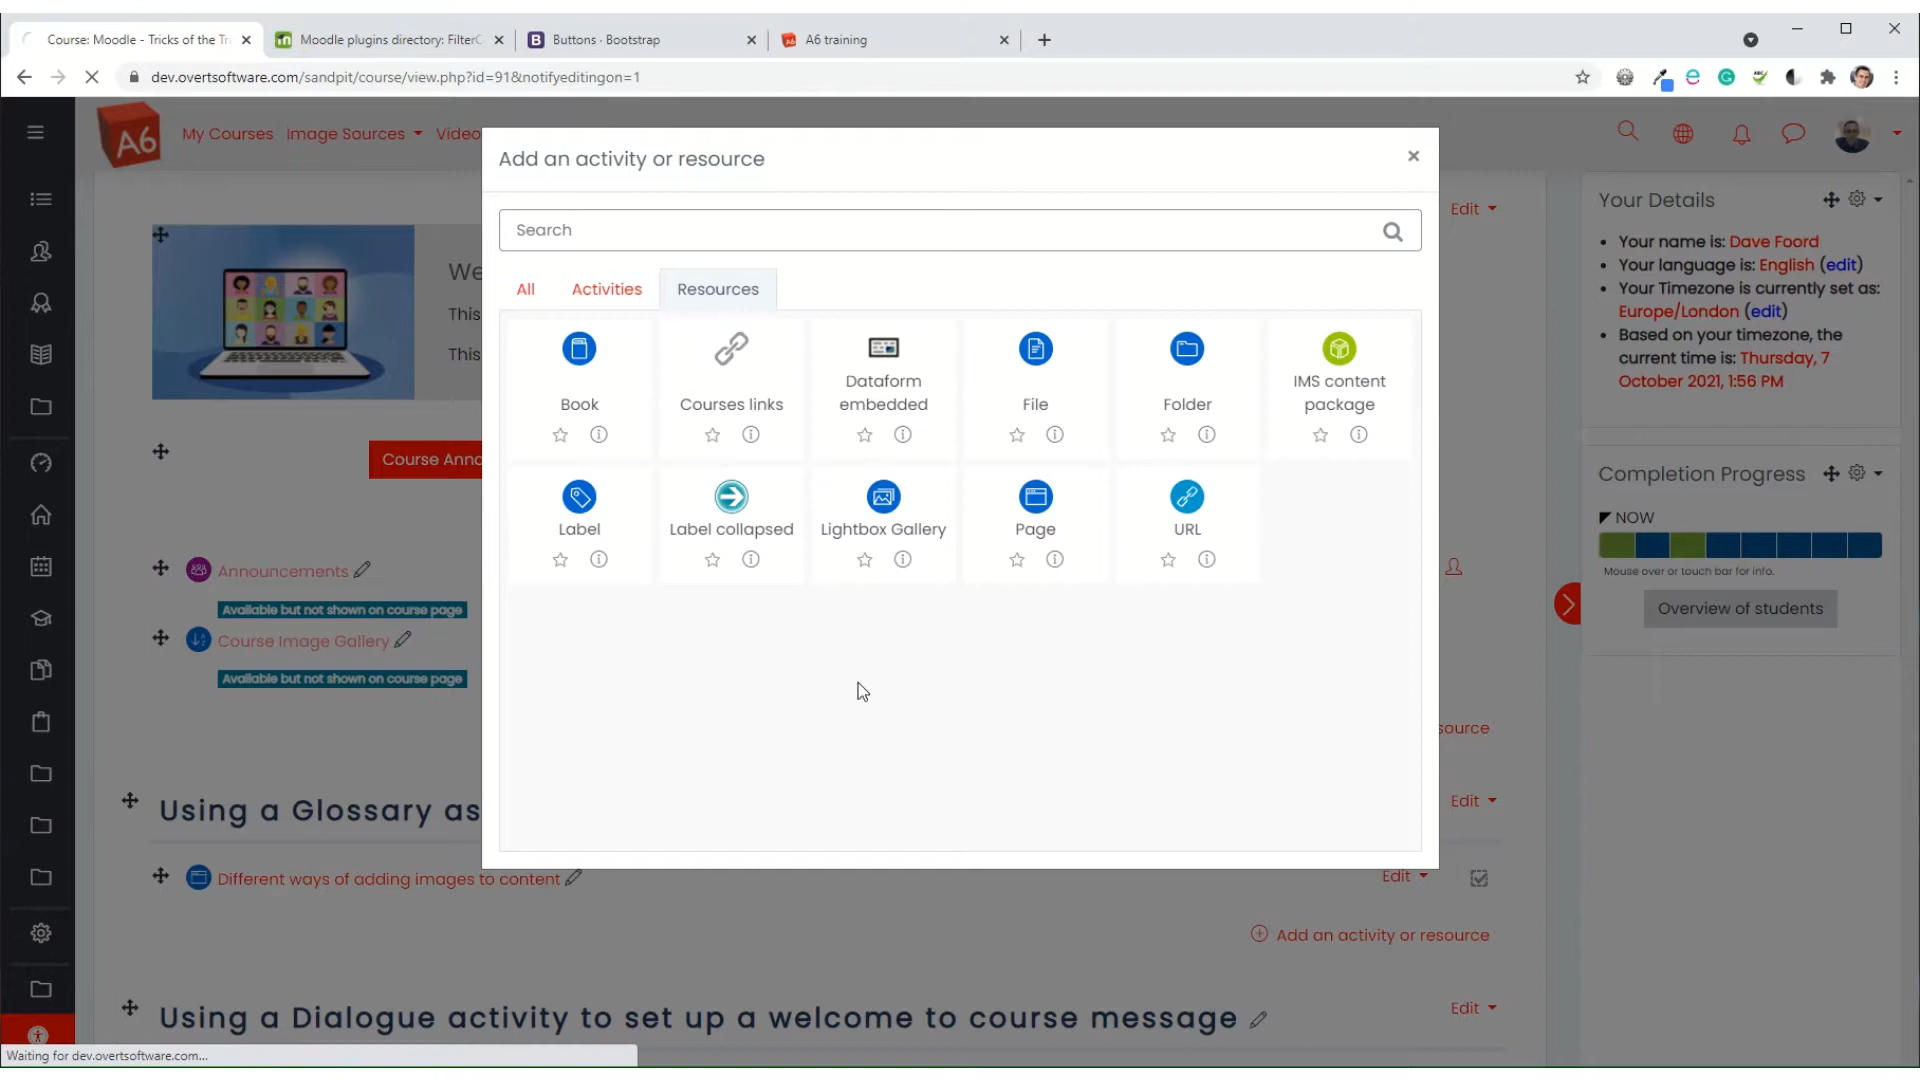 Course: Moodle - Tricks of the Tr
Moodle plugins directory: FilterC
B Buttons · Bootstrap
A6 training
dev.overtsoftware.com/sandpit/course/view.php?id=91&notifyeditingon=1
A6
My Courses
Image Sources
Video
Add an activity or resource
Search
All
Activities
Resources
Book
Courses links
Dataform embedded
File
Folder
IMS content package
Label
Label collapsed
Lightbox Gallery
Page
URL
We
This
This
Edit
Course Anno
Announcements
Available but not shown on course page
Course Image Gallery
Available but not shown on course page
source
Using a Glossary as
Edit
Different ways of adding images to content
Edit
Add an activity or resource
Using a Dialogue activity to set up a welcome to course message
Edit
Your Details
Your name is: Dave Foord
Your language is: English (edit)
Your Timezone is currently set as:
Europe/London (edit)
Based on your timezone, the
current time is: Thursday, 7
October 2021, 1:56 PM
Completion Progress
NOW
Mouse over or touch bar for info.
Overview of students
Waiting for dev.overtsoftware.com...